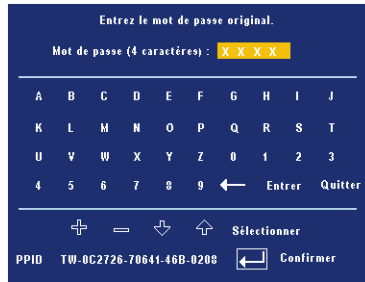 Entrez le mot de passe original.
Mot de passe (4 caractères) : X X X X
A B C D E F G H I J
K L M N O P Q R S T
U V W X Y Z 0 1 2 3
4 5 6 7 8 9 ← Entrer Quitter
Sélectionner
PPID TW-0C2726-70641-46B-0208 Confirmer